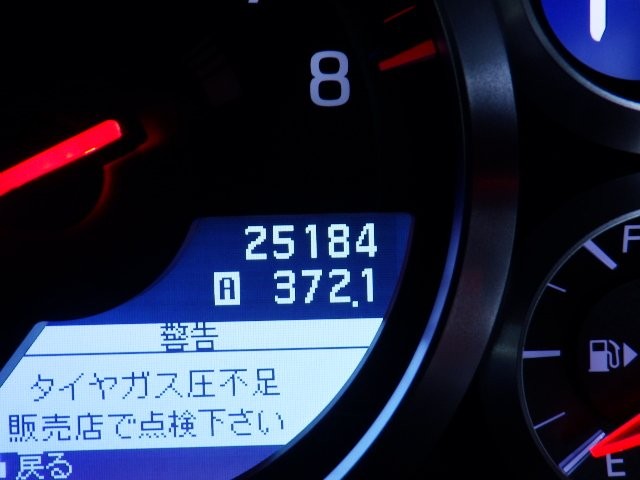 8
25184
A 372.1
警告
タイヤガス圧不足
販売店で点検下さい
戻る
F
E